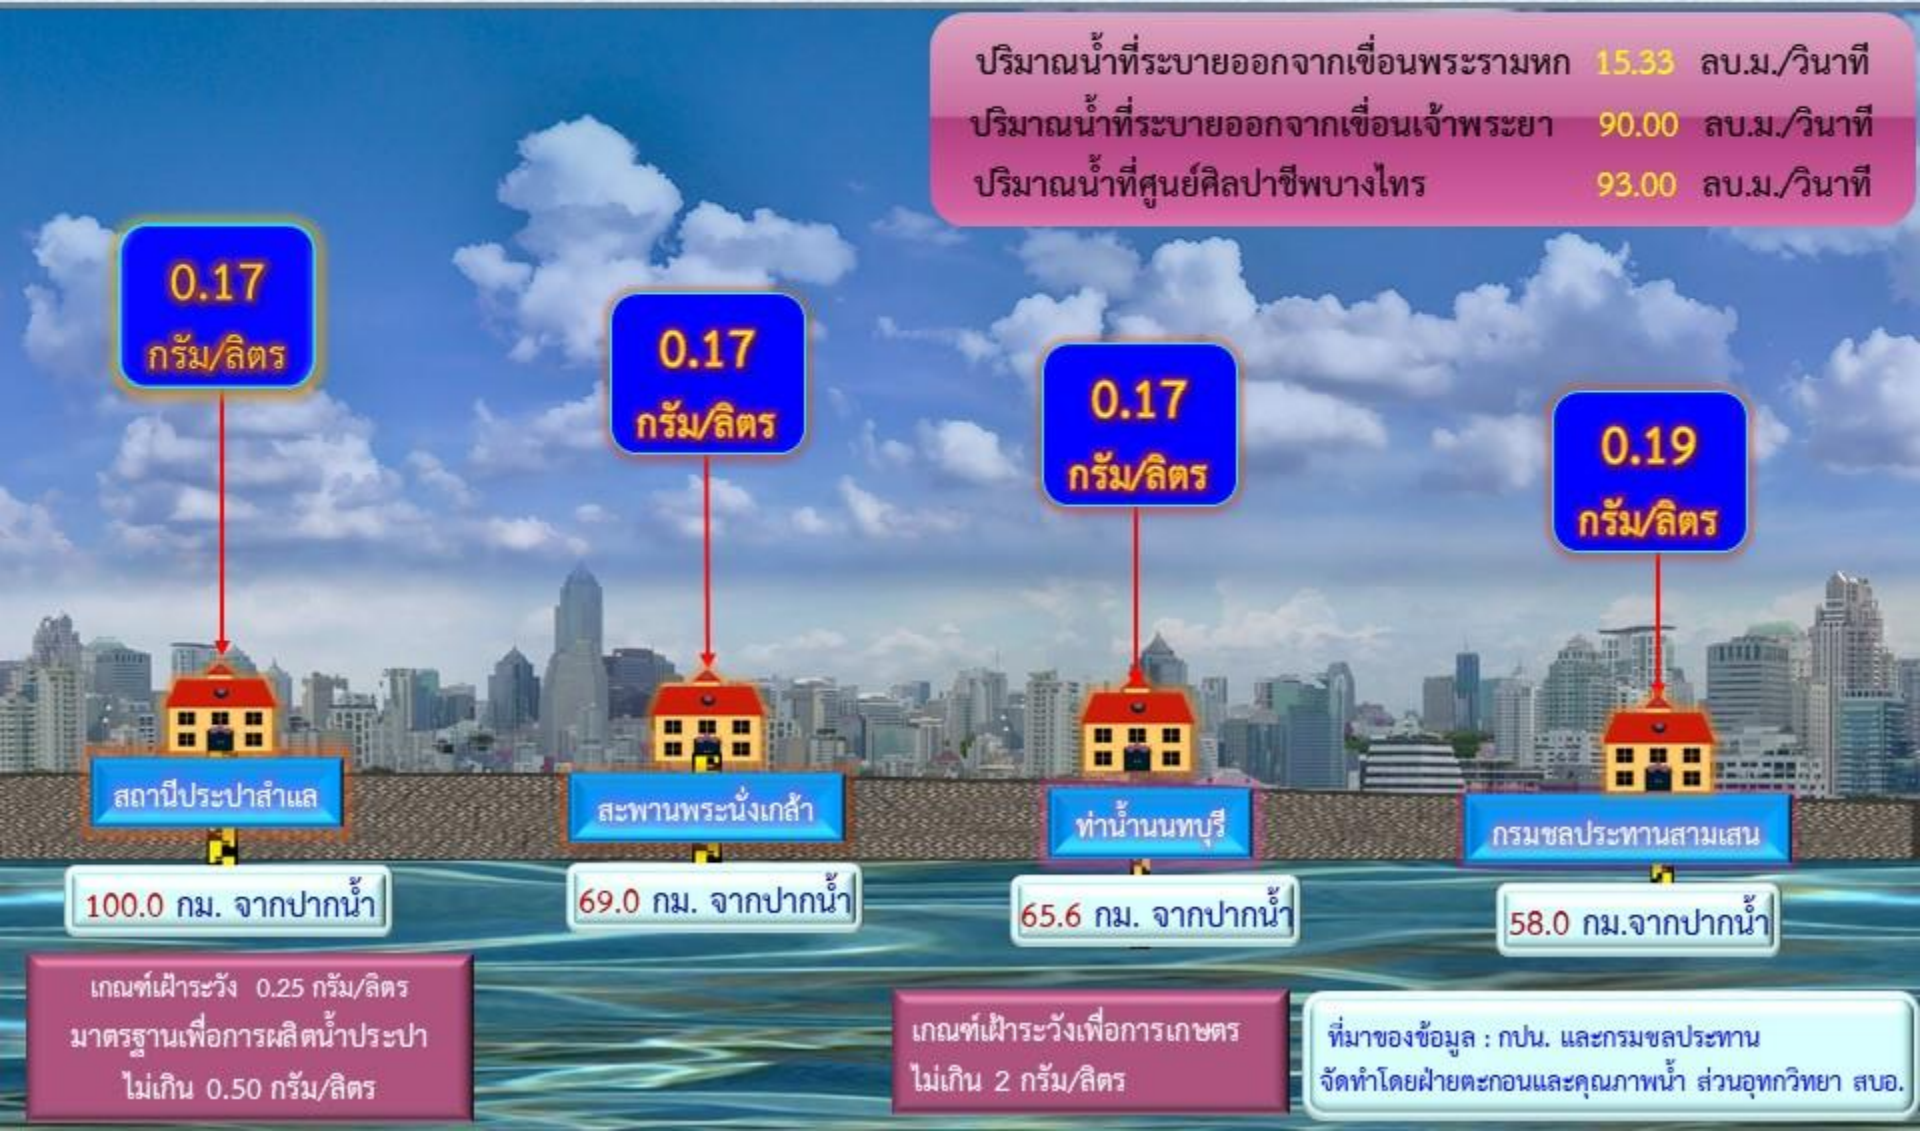 ปริมาณน้ำที่ระบายออกจากเขื่อนพระรามหก 15.33 ลบ.ม./วินาที
ปริมาณน้ำที่ระบายออกจากเขื่อนเจ้าพระยา 90.00 ลบ.ม./วินาที
ปริมาณน้ำที่ศูนย์ศิลปาชีพบางไทร 93.00 ลบ.ม./วินาที
0.17
กรัม/ลิตร
0.17
กรัม/ลิตร
0.17
กรัม/ลิตร
0.19
กรัม/ลิตร
สถานีประปาสำแล
สะพานพระนั่งเกล้า
ท่าน้ำนนทบุรี
กรมชลประทานสามเสน
100.0 กม. จากปากน้ำ
69.0 กม. จากปากน้ำ
65.6 กม. จากปากน้ำ
58.0 กม.จากปากน้ำ
เกณฑ์เฝ้าระวัง 0.25 กรัม/ลิตร
มาตรฐานเพื่อการผลิตน้ำประปา
ไม่เกิน 0.50 กรัม/ลิตร
เกณฑ์เฝ้าระวังเพื่อการเกษตร
ไม่เกิน 2 กรัม/ลิตร
ที่มาของข้อมูล : กปน. และกรมชลประทาน
จัดทำโดยฝ่ายตะกอนและคุณภาพน้ำ ส่วนอุทกวิทยา สบอ.